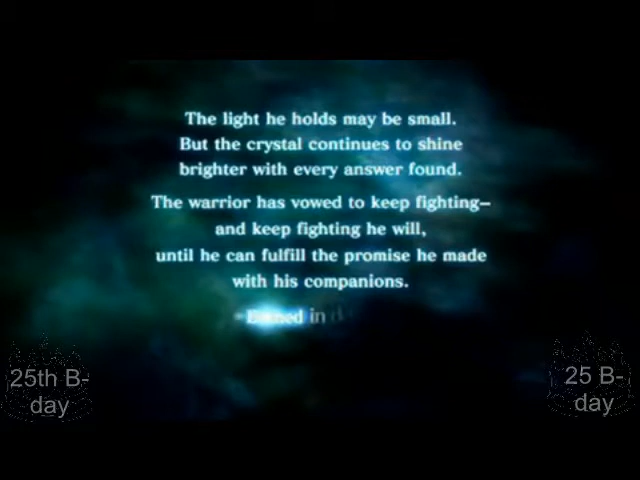 The light he holds may be small.
But the crystal continues to shine
brighter with every answer found.
The warrior has vowed to keep fighting—
and keep fighting he will,
until he can fulfill the promise he made
with his companions.
in
25th B-
day
25 B-
day